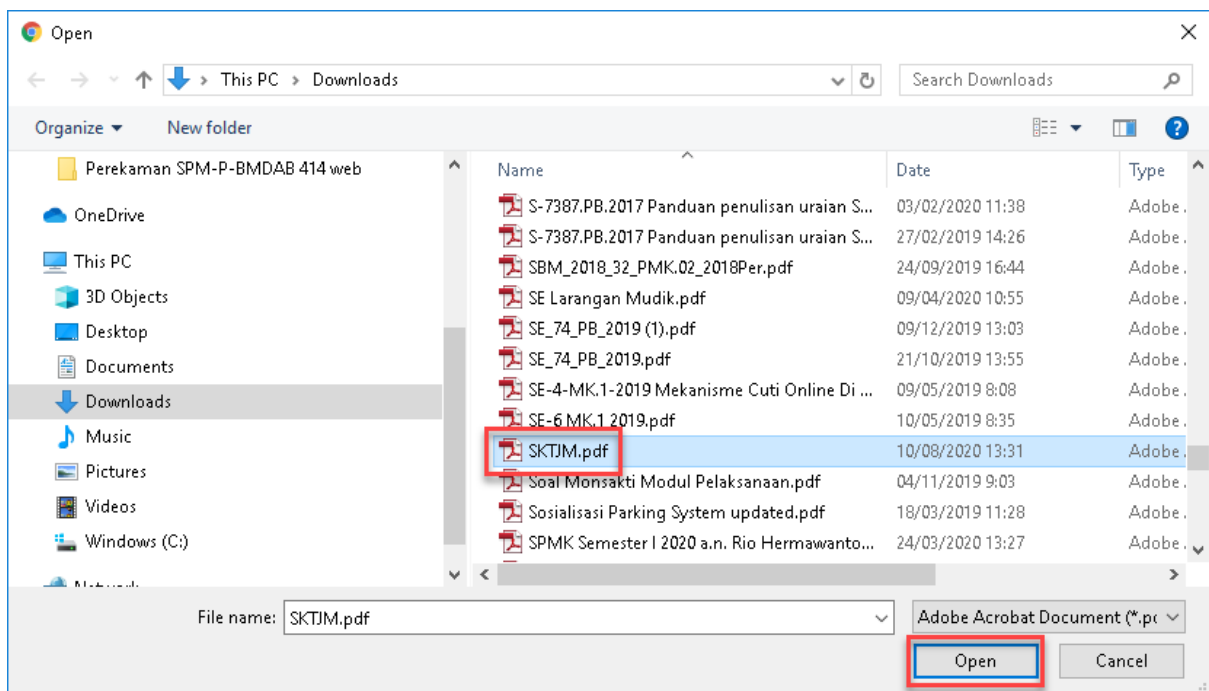 Open
This PC > Downloads
Search Downloads
Organize
New folder
Perekaman SPM-P-BMDAB 414 web
OneDrive
This PC
3D Objects
Desktop
Documents
Downloads
Music
Pictures
Videos
Windows (C:)
Name Date Type
S-7387.PB.2017 Panduan penulisan uraian S... 03/02/2020 11:38 Adobe
S-7387.PB.2017 Panduan penulisan uraian S... 27/02/2019 14:26 Adobe
SBM_2018_32_PMK.02_2018Per.pdf 24/09/2019 16:44 Adobe
SE Larangan Mudik.pdf 09/04/2020 10:55 Adobe
SE_74_PB_2019 (1).pdf 09/12/2019 13:03 Adobe
SE_74_PB_2019.pdf 21/10/2019 13:55 Adobe
SE-4-MK.1-2019 Mekanisme Cuti Online Di ... 09/05/2019 8:08 Adobe
SE-6 MK.1 2019.pdf 10/05/2019 8:35 Adobe
SKTJM.pdf 10/08/2020 13:31 Adobe
Soal Monsakti Modul Pelaksanaan.pdf 04/11/2019 9:03 Adobe
Sosialisasi Parking System updated.pdf 18/03/2019 11:28 Adobe
SPMK Semester I 2020 a.n. Rio Hermawanto... 24/03/2020 13:27 Adobe
File name: SKTJM.pdf
Adobe Acrobat Document (*.pc
Open
Cancel